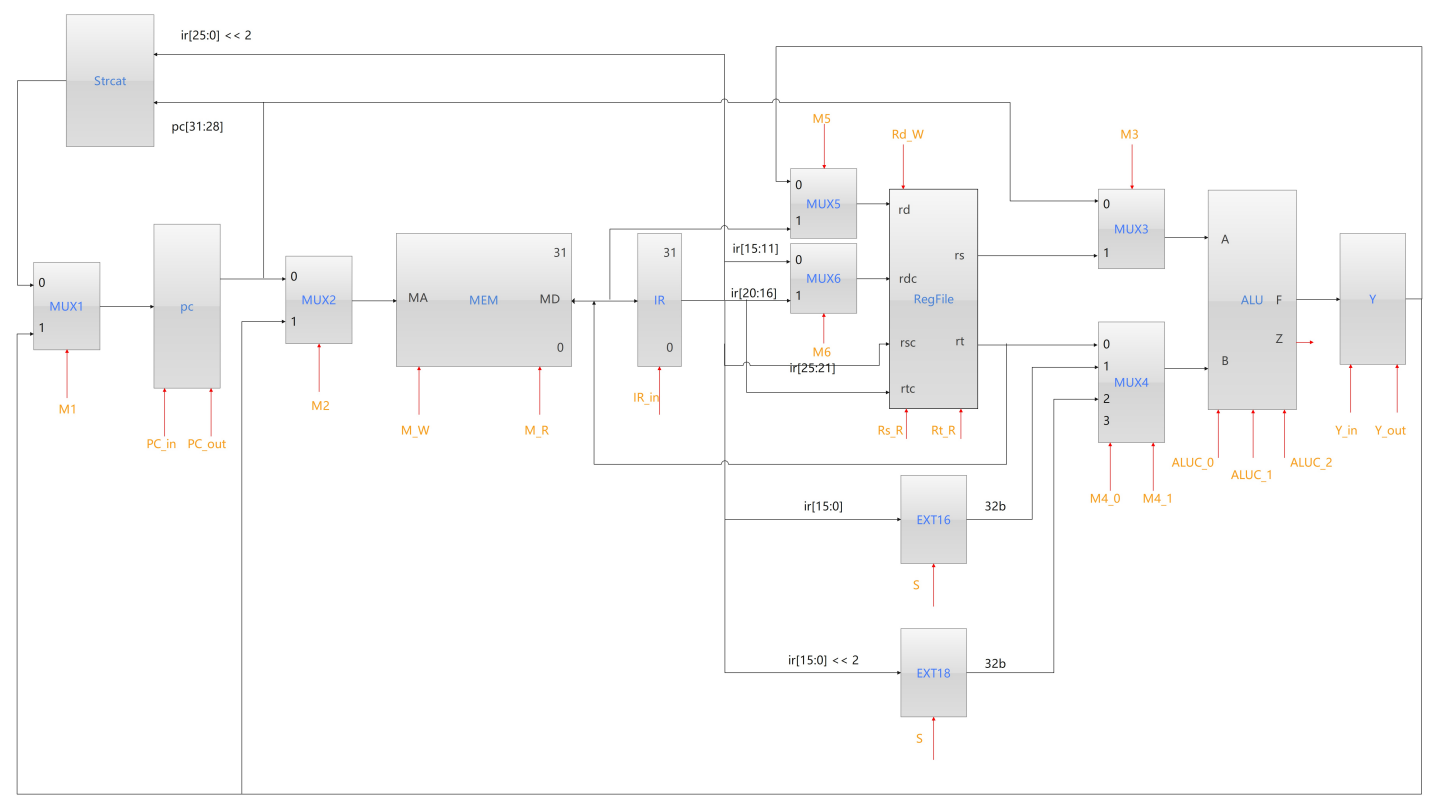 ir[25:0] << 2
Strcat
pc[31:28]
M5
Rd_W
M3
0
MUX5
1
rd
0
MUX3
1
A
ir[15:11]
0
MUX6
1
ir[20:16]
rdc
RegFile
rs
rsc
rt
rtc
M6
ir[25:21]
31
MA
MEM
MD
0
31
IR
0
0
MUX1
1
pc
0
MUX2
1
ALU
F
Z
B
Y
0
1
MUX4
2
3
M1
M2
IR_in
PC_in
PC_out
M_W
M_R
Rs_R
Rt_R
Y_in
Y_out
ALUC_0
ALUC_1
ALUC_2
M4_0
M4_1
ir[15:0]
EXT16
32b
S
ir[15:0] << 2
EXT18
32b
S